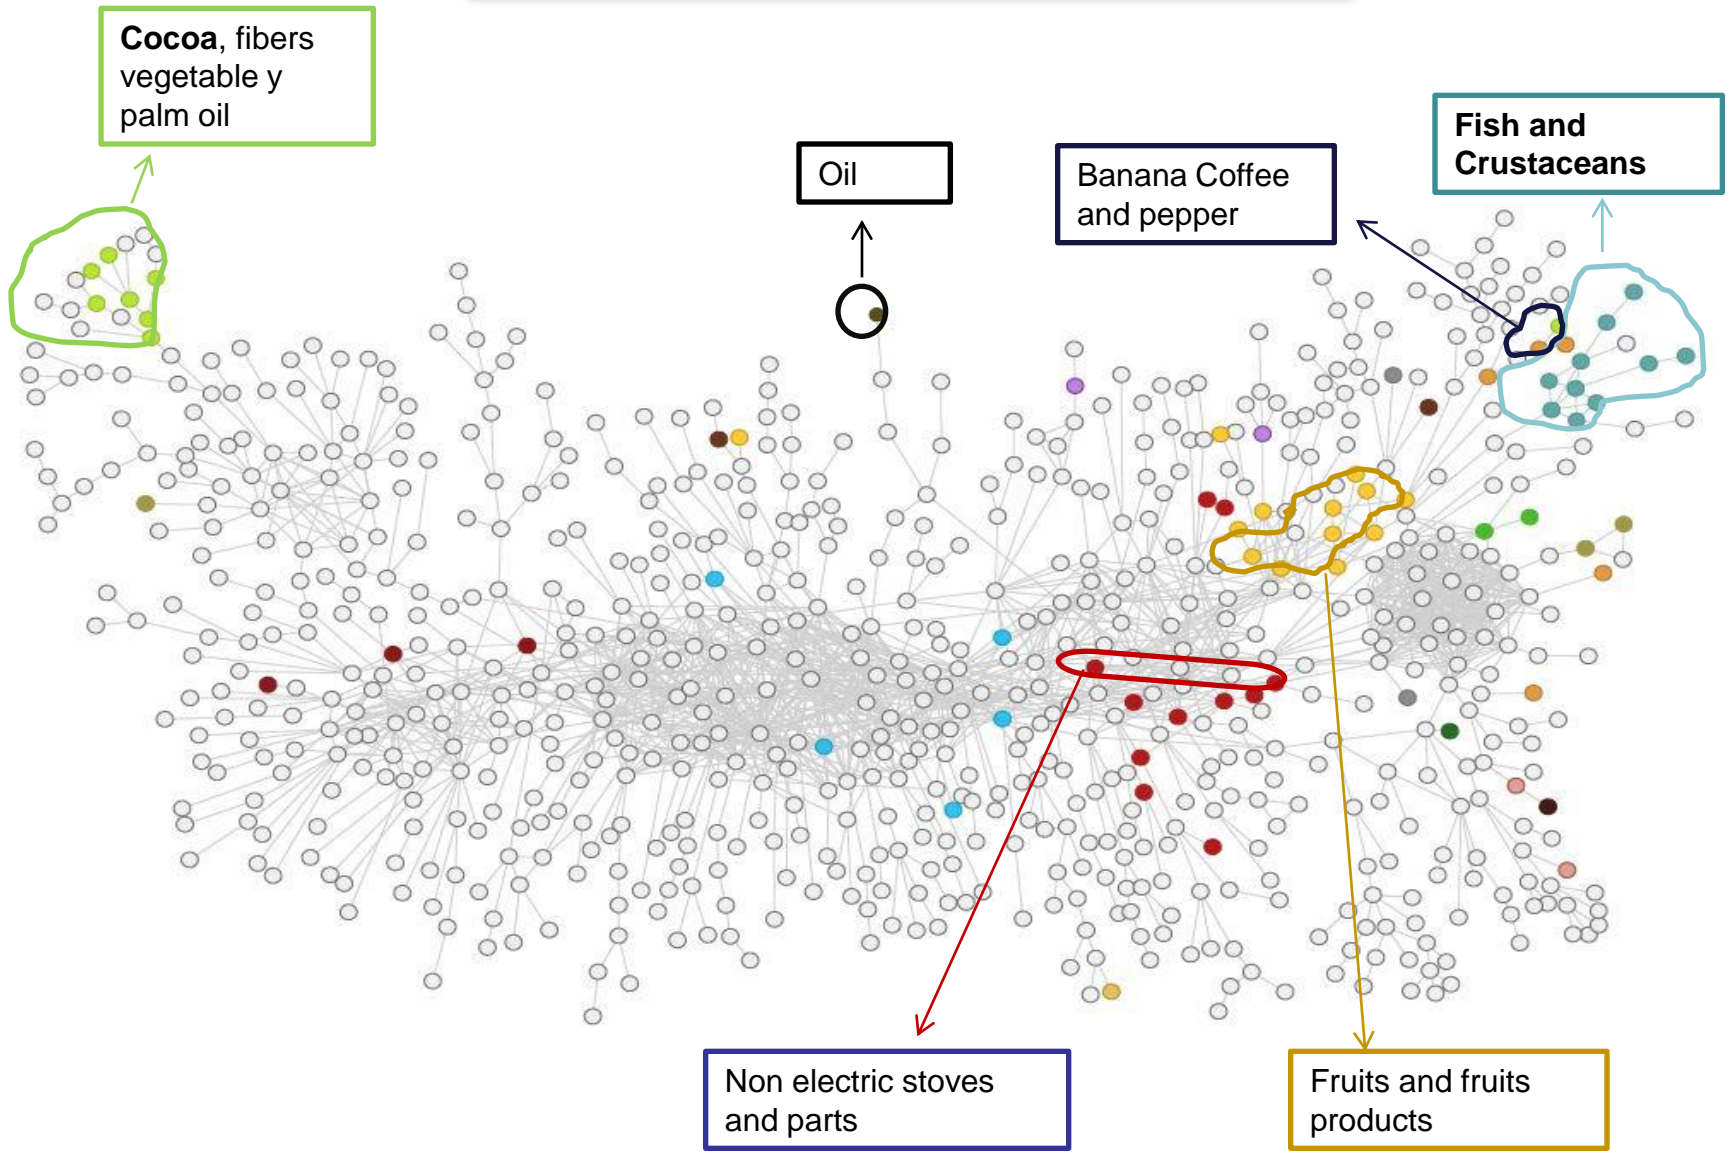 Cocoa, fibers
vegetable y
palm oil
Oil
Banana Coffee
and pepper
Fish and
Crustaceans
Non electric stoves
and parts
Fruits and fruits
products